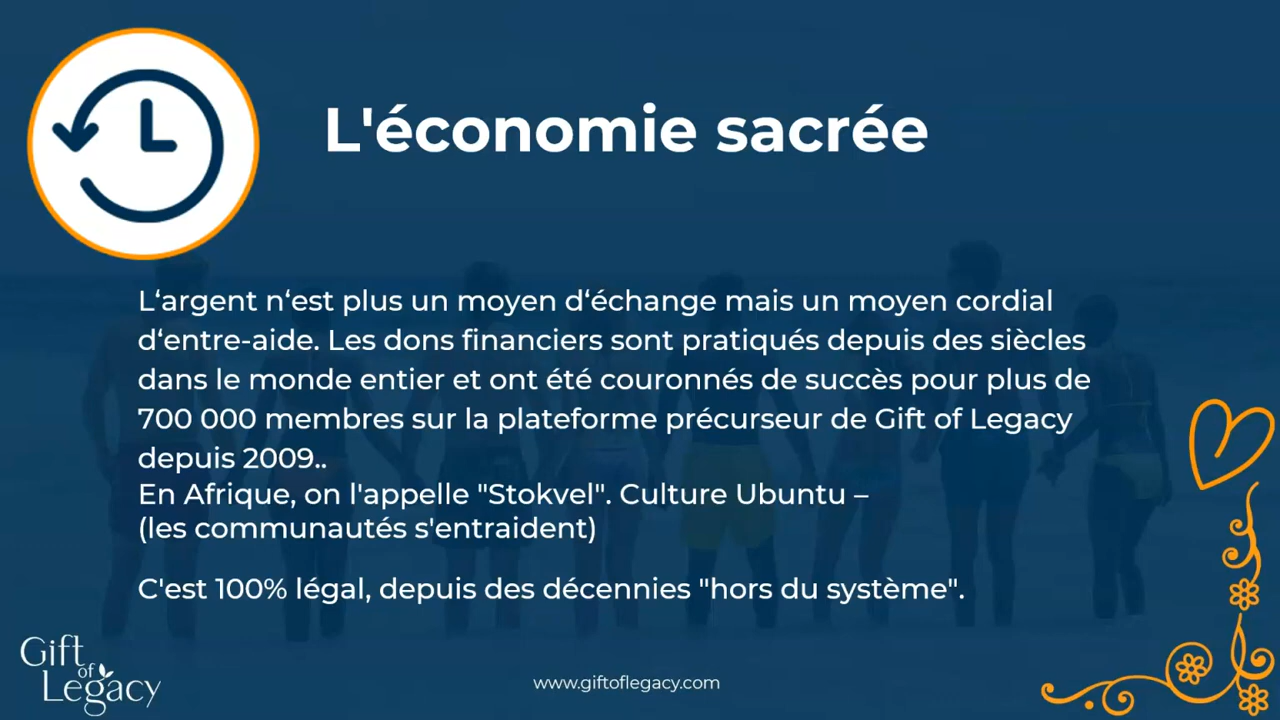 L'économie sacrée
L‘argent n‘est plus un moyen d‘échange mais un moyen cordial
d‘entre-aide. Les dons financiers sont pratiqués depuis des siècles
dans le monde entier et ont été couronnés de succès pour plus de
700 000 membres sur la plateforme précurseur de Gift of Legacy
depuis 2009..
En Afrique, on l'appelle "Stokvel". Culture Ubuntu –
(les communautés s'entraident)
C'est 100% légal, depuis des décennies "hors du système".
Gift
of
Legacy
www.giftoflegacy.com